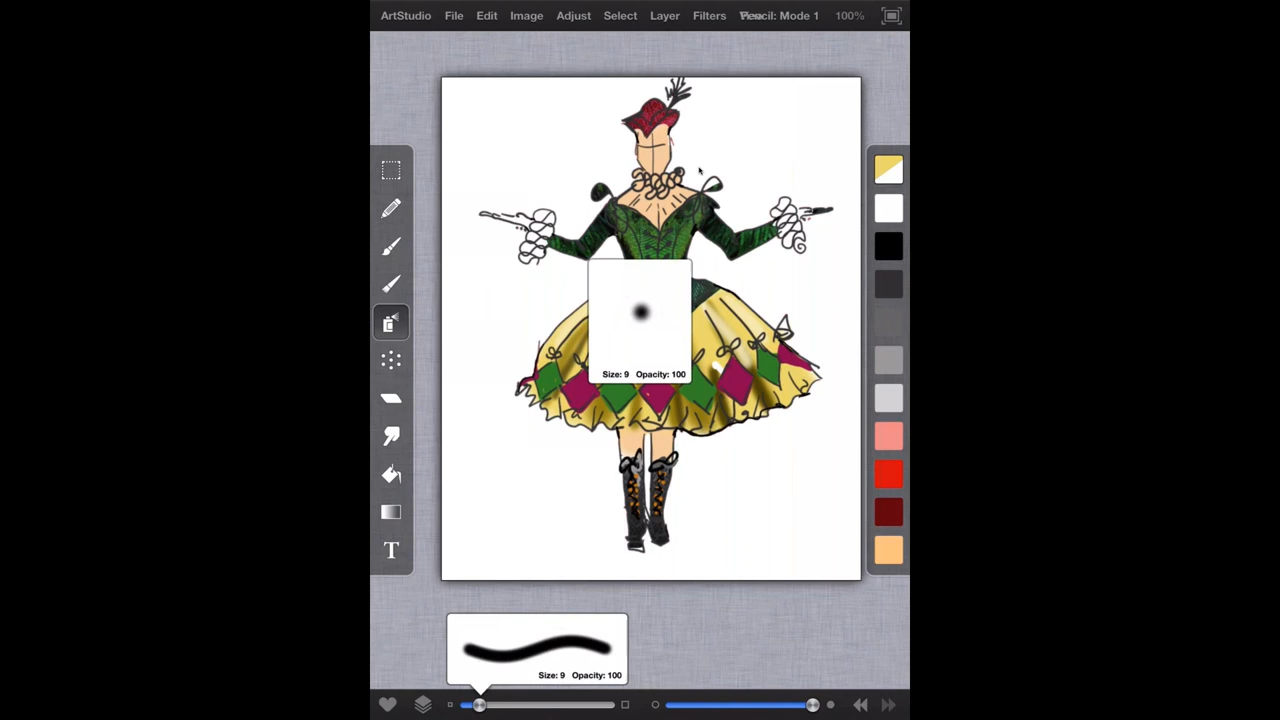 ArtStudio File Edit Image Adjust Select Layer Filters Pencil: Mode 1 100%
Size: 9 Opacity: 100
T
Size: 9 Opacity: 100